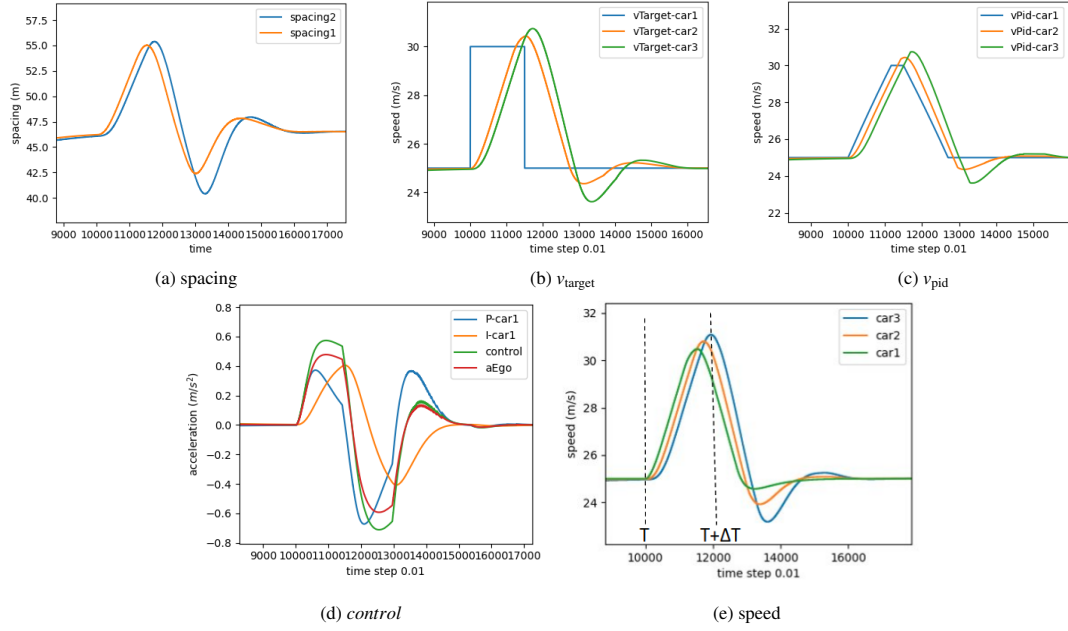 57.5
55.0
52.5
50.0
47.5
45.0
42.5
40.0
spacing (m)
spacing2
spacing1
9000 10000 11000 12000 13000 14000 15000 16000 17000
time
(a) spacing
30
28
26
24
speed (m/s)
vTarget-car1
vTarget-car2
vTarget-car3
9000 10000 11000 12000 13000 14000 15000 16000
time step 0.01
(b) v_target
32
30
28
26
24
22
speed (m/s)
vPid-car1
vPid-car2
vPid-car3
9000 11000 13000 15000
time step 0.01
(c) v_pid
0.8
0.6
0.4
0.2
0.0
−0.2
−0.4
−0.6
−0.8
acceleration (m/s²)
P-car1
I-car1
control
aEgo
9000 10000 11000 12000 13000 14000 15000 16000 17000
time step 0.01
(d) control
32
30
28
26
24
speed (m/s)
car3
car2
car1
T
T+ΔT
10000 12000 14000 16000
time step 0.01
(e) speed